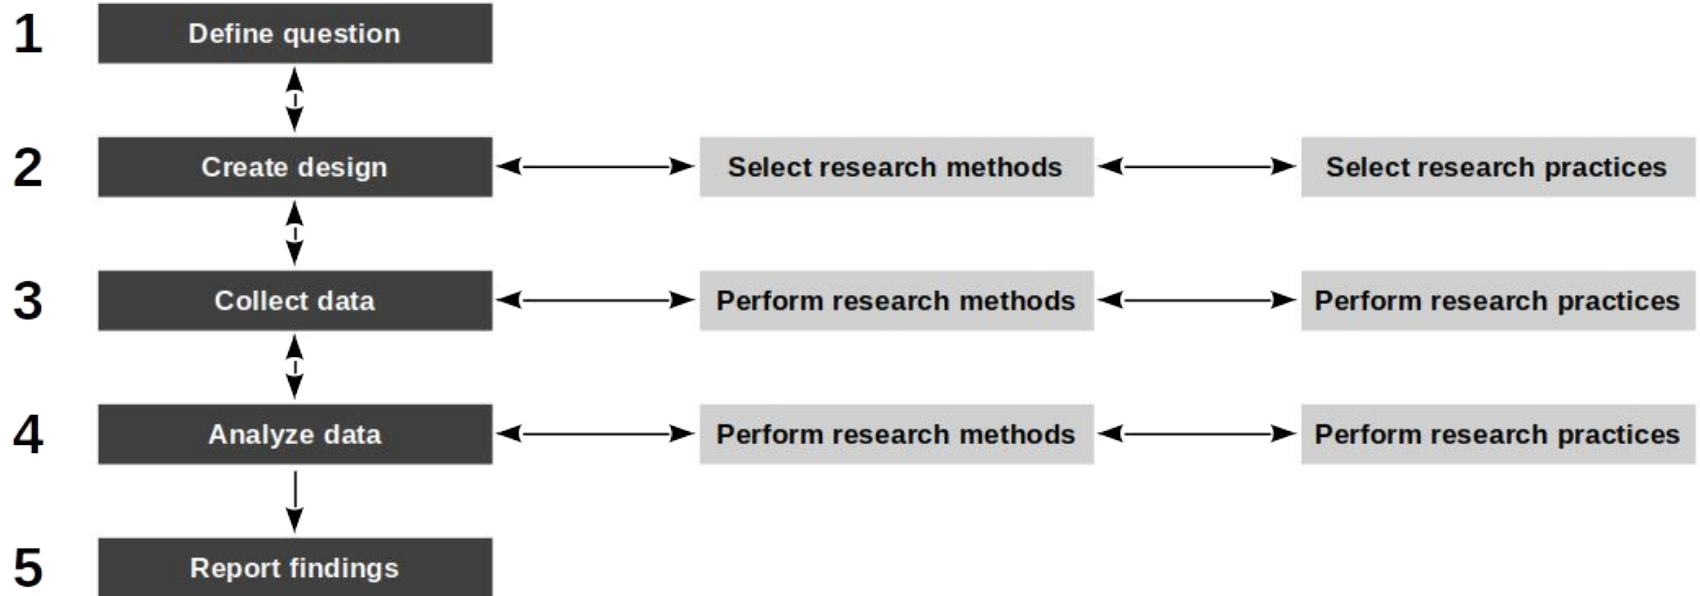 1 Define question
2 Create design Select research methods Select research practices
3 Collect data Perform research methods Perform research practices
4 Analyze data Perform research methods Perform research practices
5 Report findings